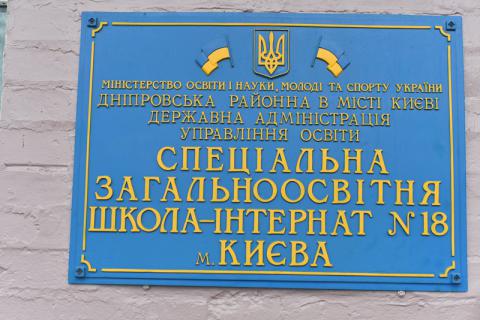 МІНІСТЕРСТВО ОСВІТИ І НАУКИ, МОЛОДІ ТА СПОРТУ УКРАЇНИ
ДНІПРОВСЬКА РАЙОННА В МІСТІ КИЄВІ
ДЕРЖАВНА АДМІНІСТРАЦІЯ
УПРАВЛІННЯ ОСВІТИ
СПЕЦІАЛЬНА
ЗАГАЛЬНООСВІТНЯ
ШКОЛА-ІНТЕРНАТ N 18
м. КИЄВА